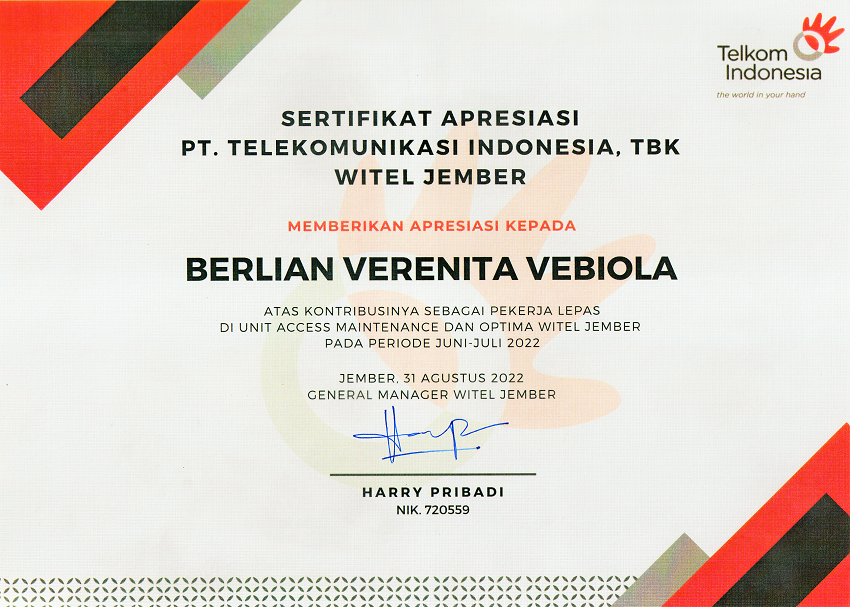 Telkom
Indonesia
the world in your hand
SERTIFIKAT APRESIASI
PT. TELEKOMUNIKASI INDONESIA, TBK
WITEL JEMBER
MEMBERIKAN APRESIASI KEPADA
BERLIAN VERENITA VEBIOLA
ATAS KONTRIBUSINYA SEBAGAI PEKERJA LEPAS
DI UNIT ACCESS MAINTENANCE DAN OPTIMA WITEL JEMBER
PADA PERIODE JUNI-JULI 2022
JEMBER, 31 AGUSTUS 2022
GENERAL MANAGER WITEL JEMBER
HARRY PRIBADI
NIK. 720559